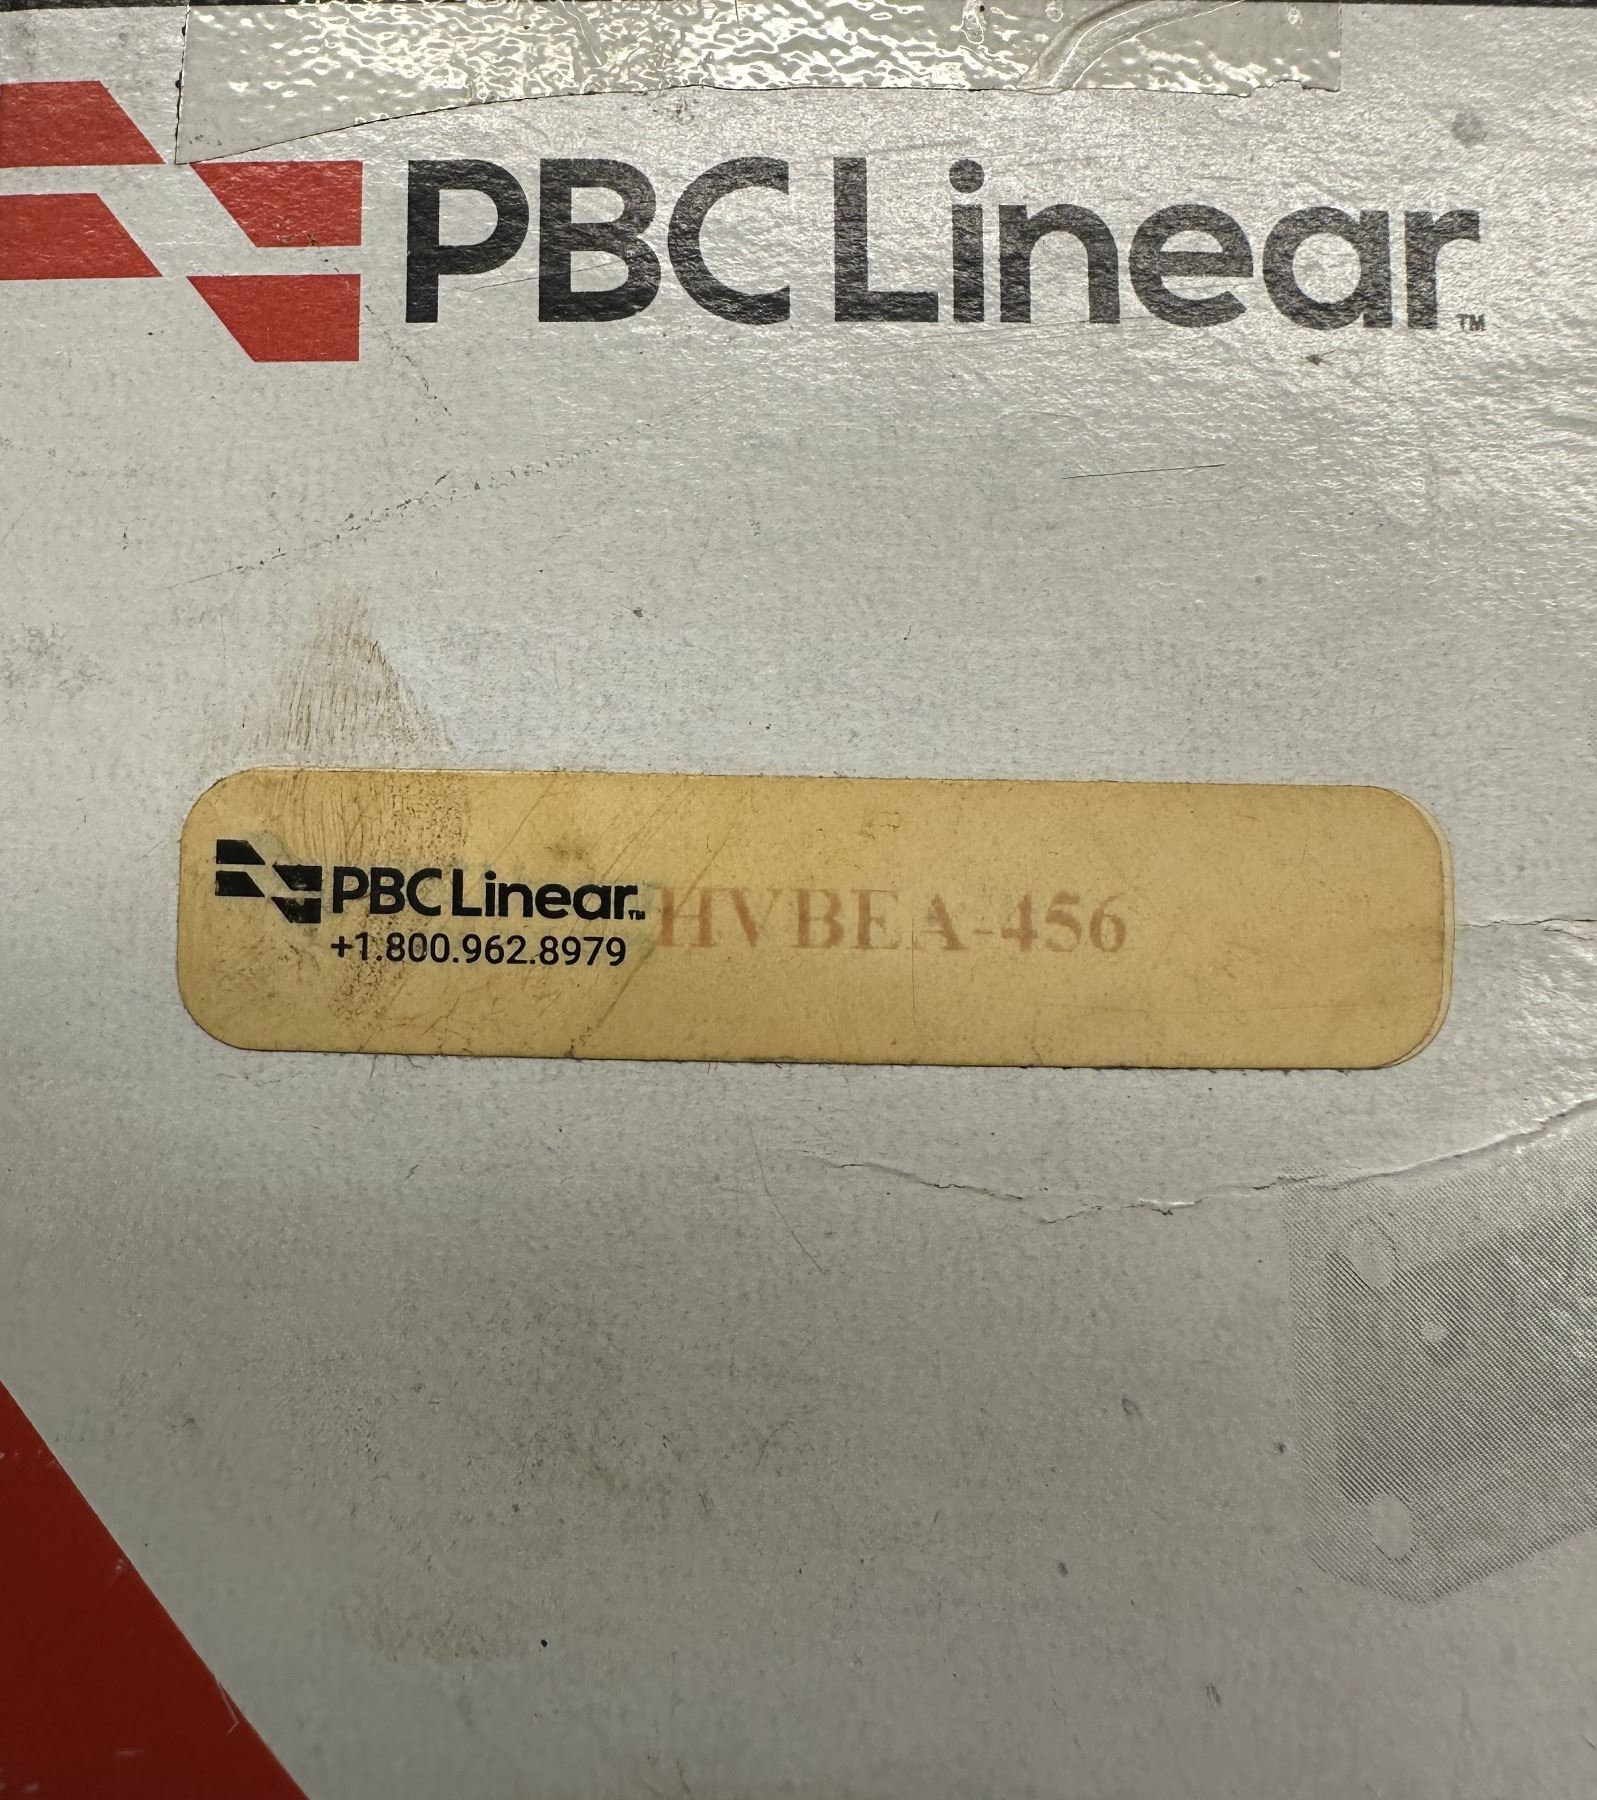 PBC Linear™
PBC Linear™ HVBEA-456
+1.800.962.8979